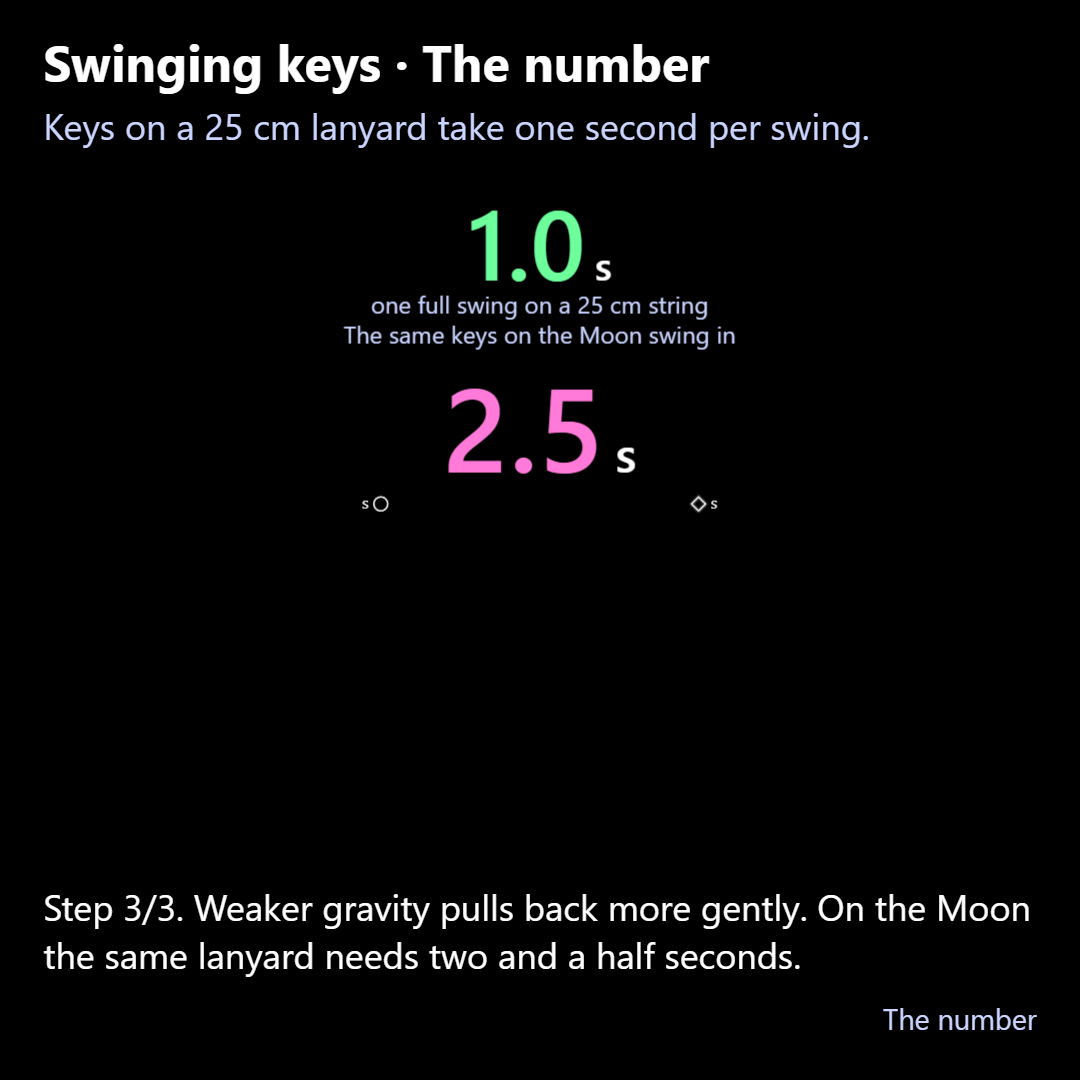 Swinging keys · The number
Keys on a 25 cm lanyard take one second per swing.
1.0 s
one full swing on a 25 cm string
The same keys on the Moon swing in
2.5 s
s
s
Step 3/3. Weaker gravity pulls back more gently. On the Moon
the same lanyard needs two and a half seconds.
The number